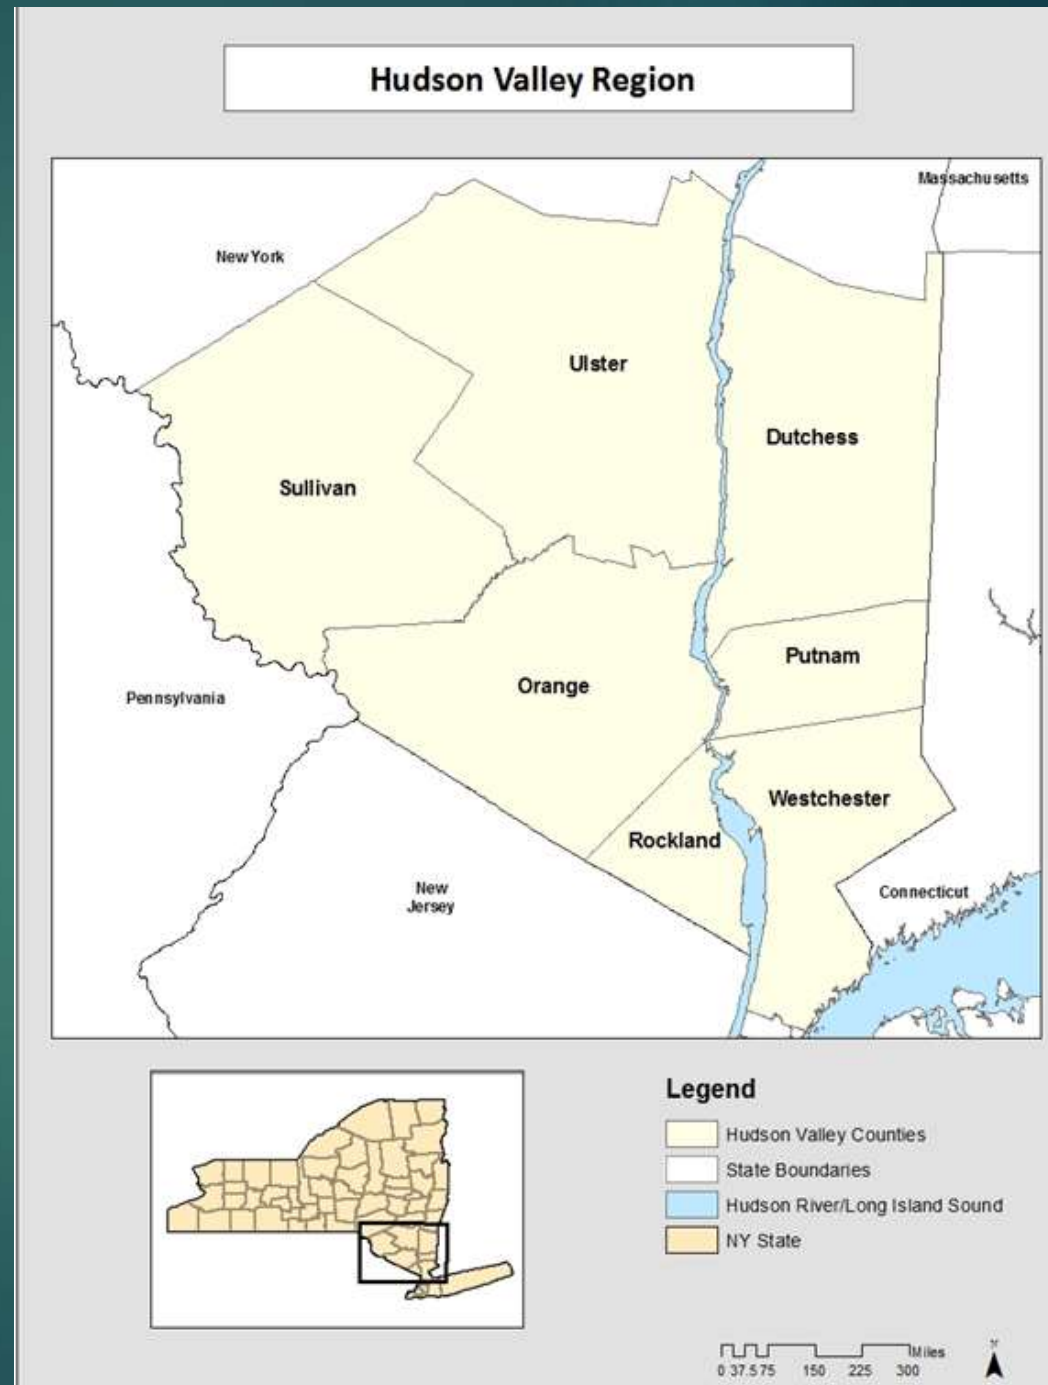 Hudson Valley Region
Massachusetts
New York
Ulster
Dutchess
Sullivan
Putnam
Orange
Pennsylvania
Westchester
Rockland
New
Jersey
Connecticut
Legend
Hudson Valley Counties
State Boundaries
Hudson River/Long Island Sound
NY State
Miles
0 37.5 75 150 225 300
N